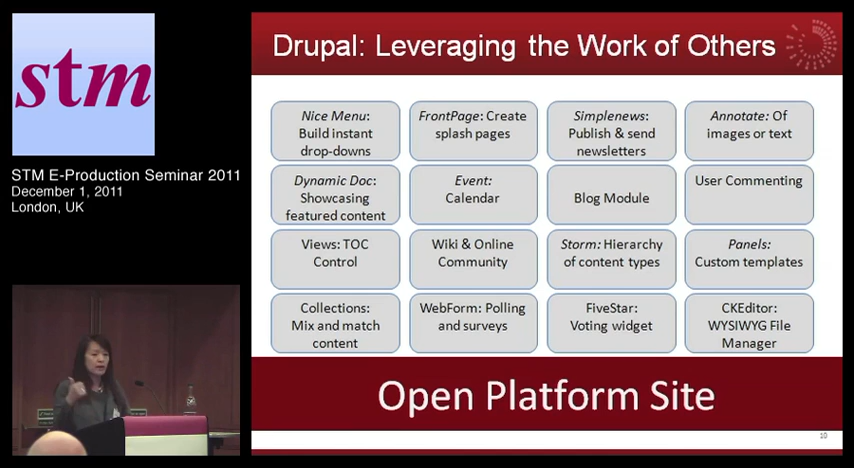 stm
STM E-Production Seminar 2011
December 1, 2011
London, UK
Drupal: Leveraging the Work of Others
Nice Menu:
Build instant
drop-downs
FrontPage: Create
splash pages
Simplenews:
Publish & send
newsletters
Annotate: Of
images or text
Dynamic Doc:
Showcasing
featured content
Event:
Calendar
Blog Module
User Commenting
Views: TOC
Control
Wiki & Online
Community
Storm: Hierarchy
of content types
Panels:
Custom templates
Collections:
Mix and match
content
WebForm: Polling
and surveys
FiveStar:
Voting widget
CKEditor:
WYSIWYG File
Manager
Open Platform Site
10